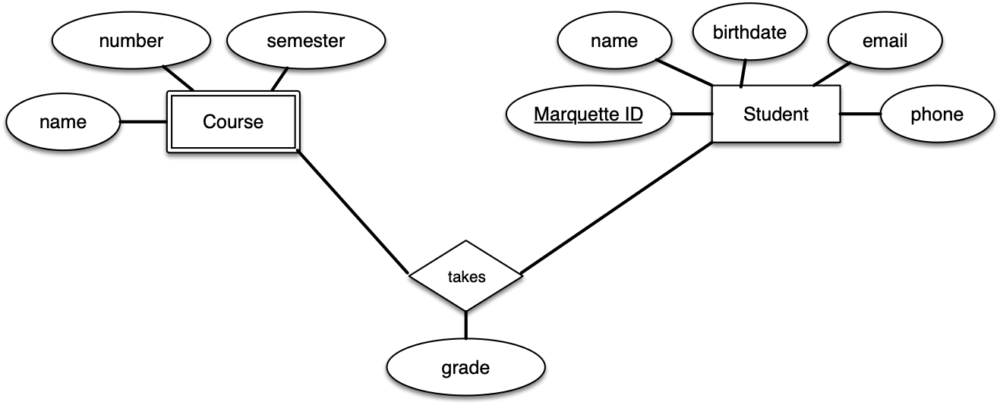 number
semester
name
Course
name
birthdate
email
Marquette ID
Student
phone
takes
grade